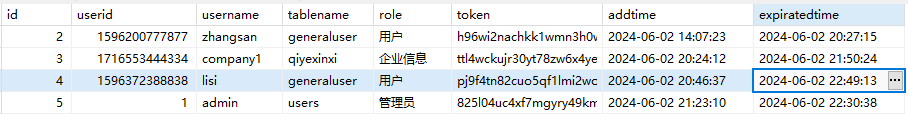 id userid username tablename role token addtime expiratedtime
2 1596200777877 zhangsan generaluser 用户 h96wi2nachkk1wmn3h0w 2024-06-02 14:07:23 2024-06-02 20:27:15
3 1716553444334 company1 qiyexinxi 企业信息 ttl4wckujr30yt78zw6x4ye 2024-06-02 20:24:12 2024-06-02 21:50:24
4 1596372388838 lisi generaluser 用户 pj9f4tn82cuo5qf1lmi2wc 2024-06-02 20:46:37 2024-06-02 22:49:13
5 1 admin users 管理员 825l04uc4xf7mgyry49km 2024-06-02 21:23:10 2024-06-02 22:30:38